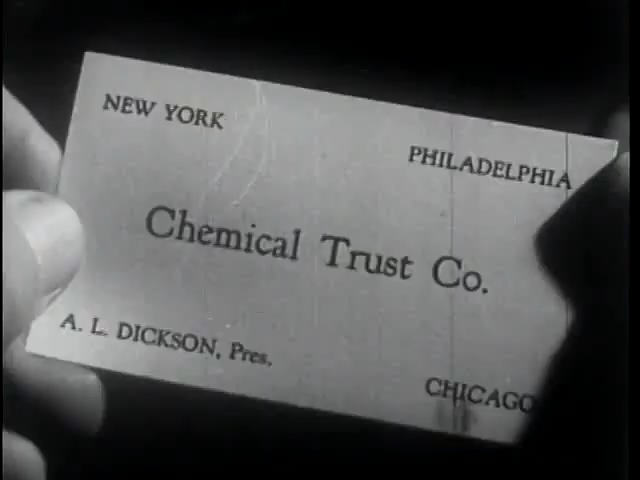 NEW YORK
PHILADELPHIA
Chemical Trust Co.
A. L. DICKSON, Pres.
CHICAGO